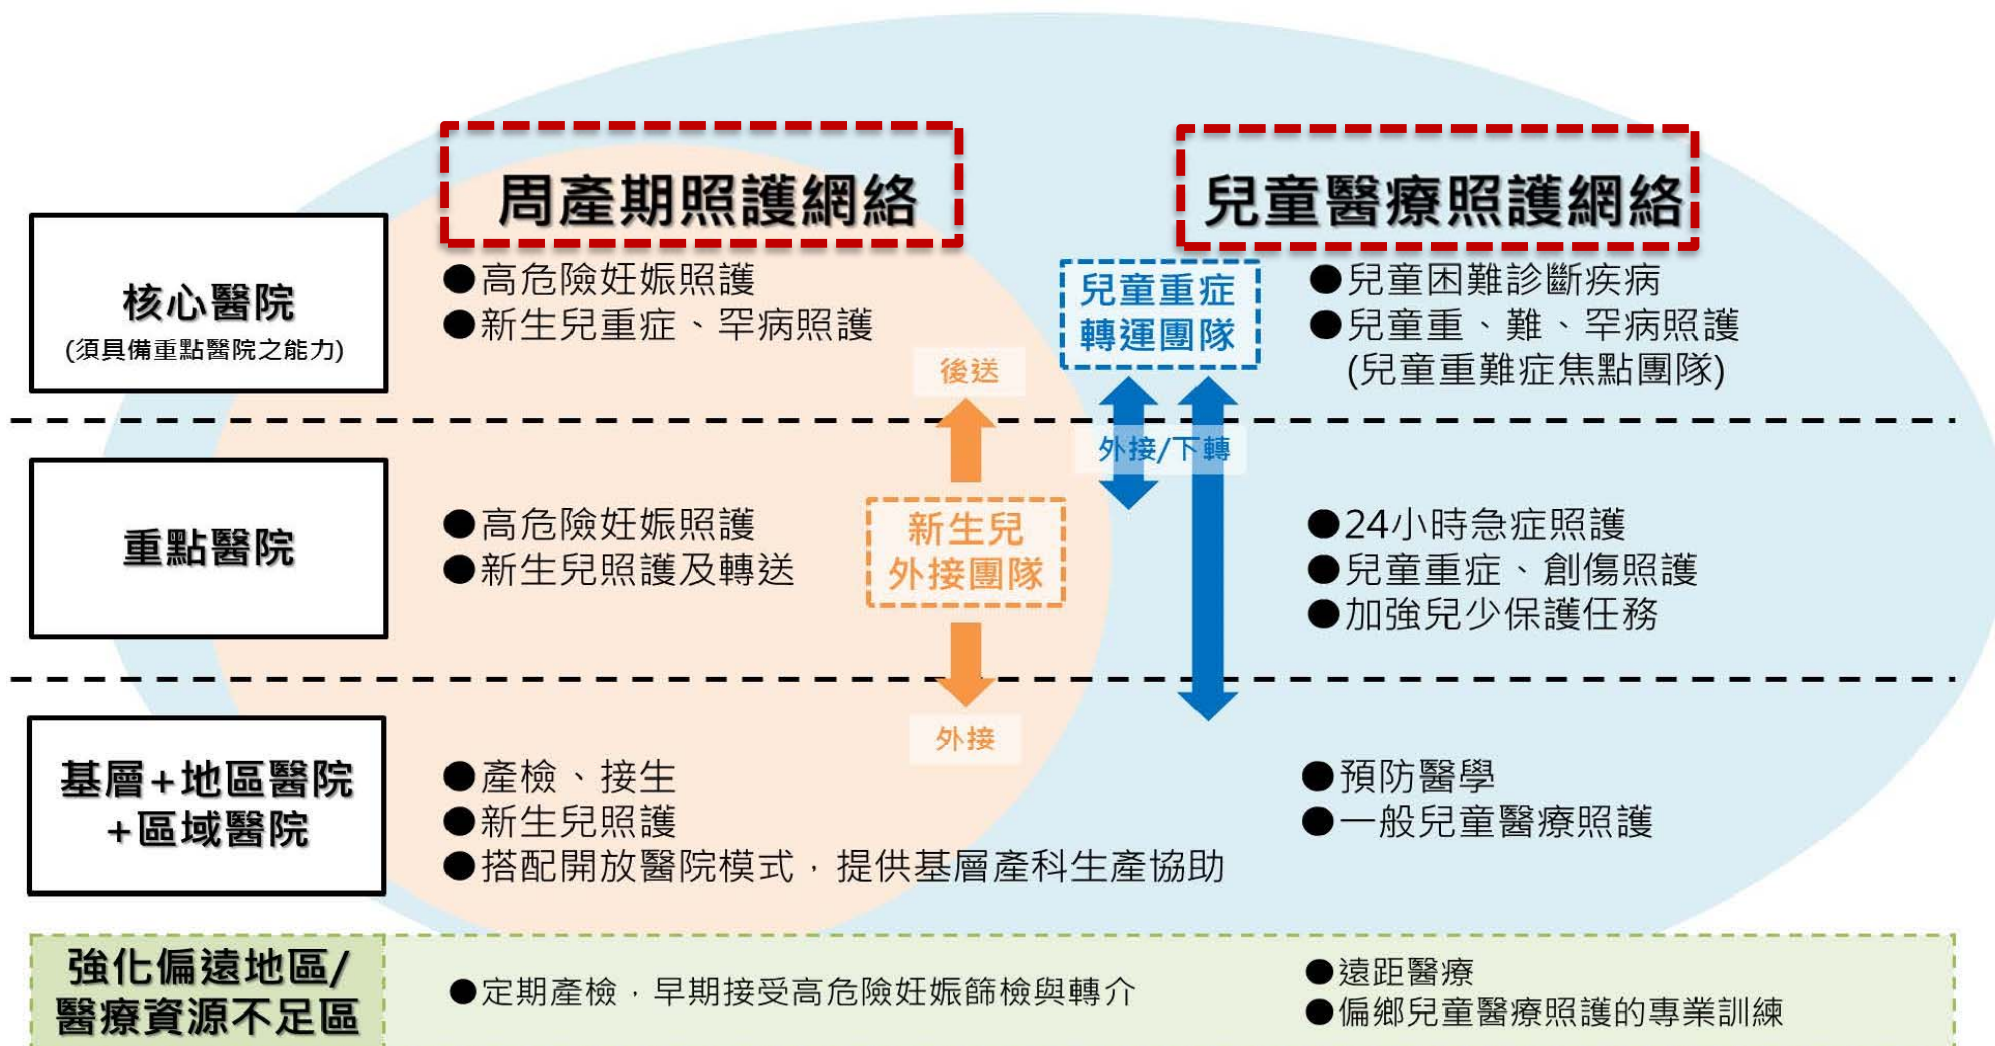 周產期照護網絡
兒童醫療照護網絡
核心醫院
(須具備重點醫院之能力)
●高危險妊娠照護
●新生兒重症、罕病照護
後送
兒童重症
轉運團隊
●兒童困難診斷疾病
●兒童重、難、罕病照護
(兒童重難症焦點團隊)
外接/下轉
重點醫院
●高危險妊娠照護
●新生兒照護及轉送
新生兒
外接團隊
●24小時急症照護
●兒童重症、創傷照護
●加強兒少保護任務
外接
基層+地區醫院
+區域醫院
●產檢、接生
●新生兒照護
●搭配開放醫院模式，提供基層產科生產協助
●預防醫學
●一般兒童醫療照護
強化偏遠地區/
醫療資源不足區
●定期產檢，早期接受高危險妊娠篩檢與轉介
●遠距醫療
●偏鄉兒童醫療照護的專業訓練